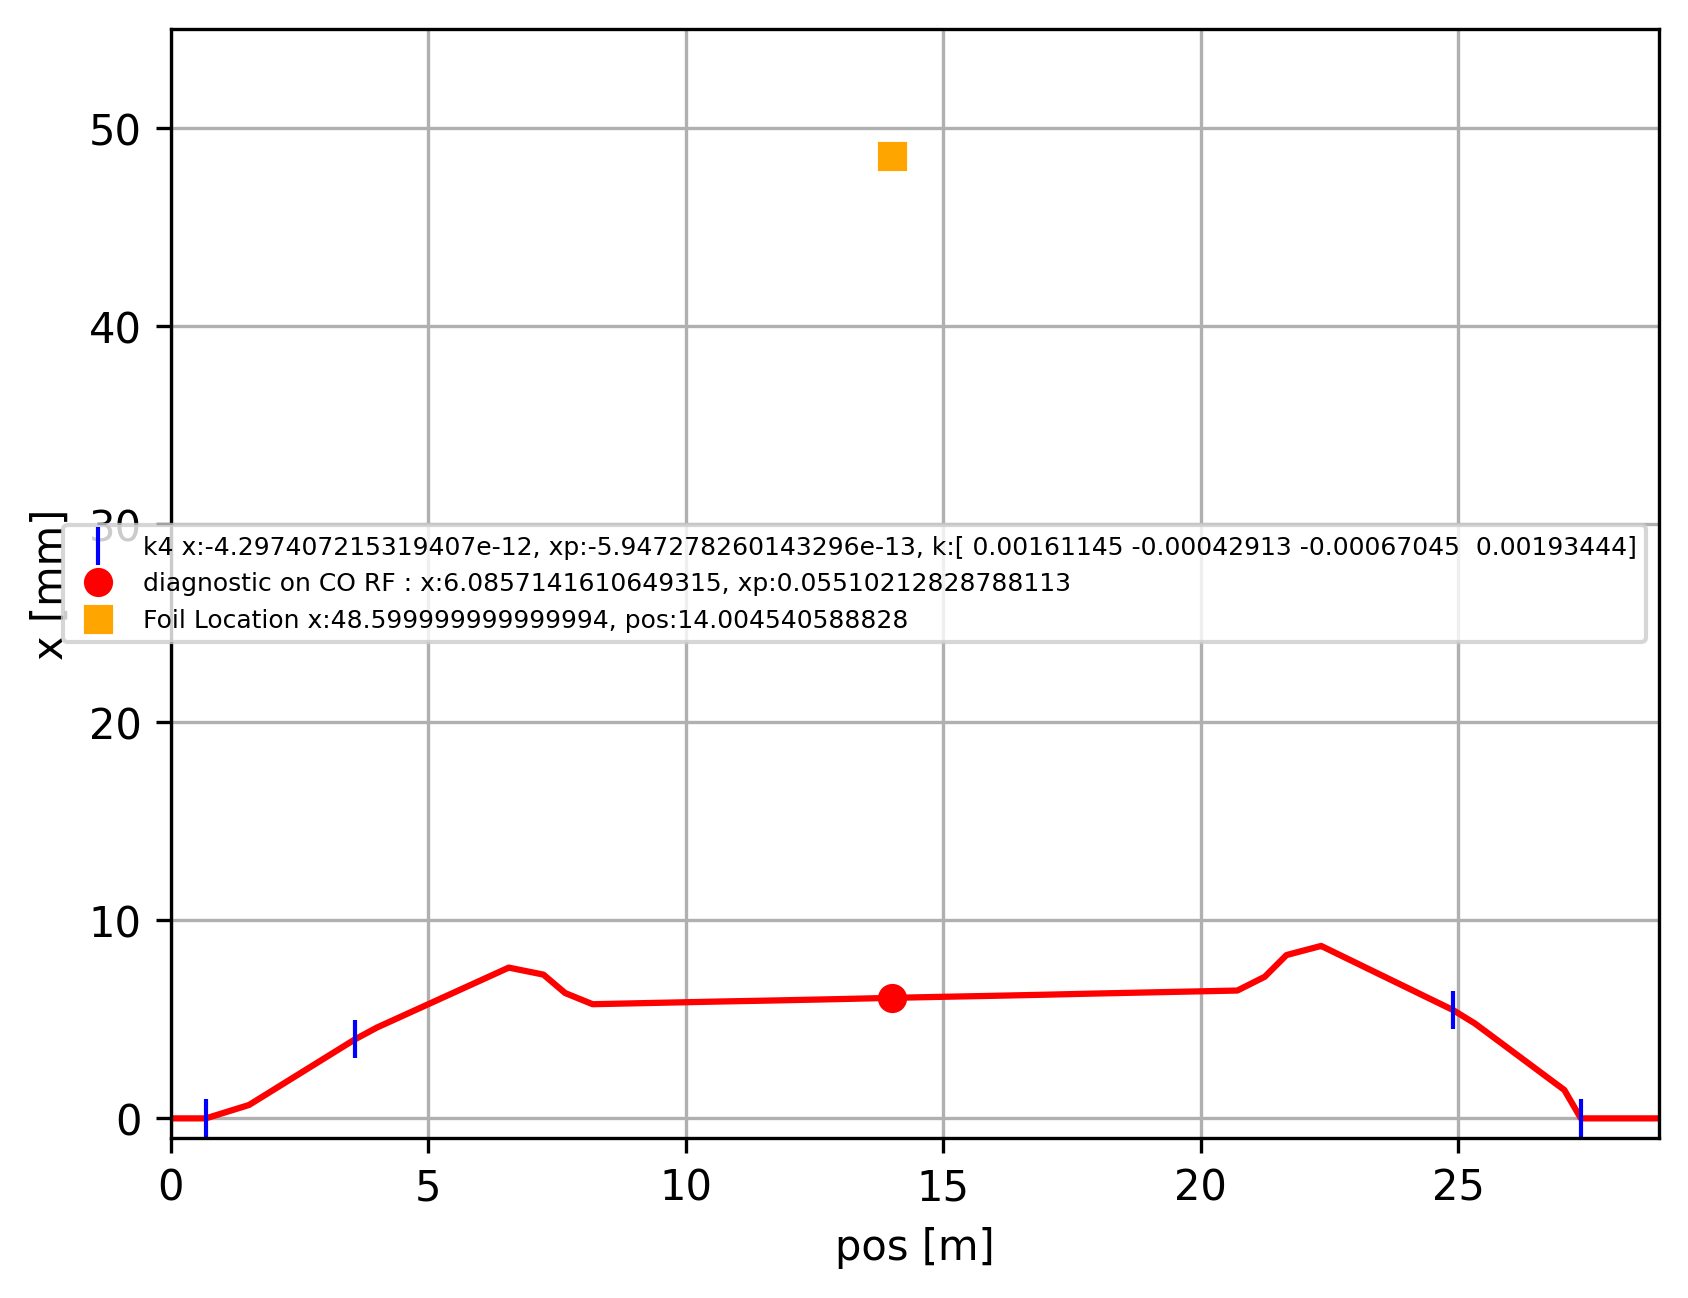 50
40
30
k4 x:-4.297407215319407e-12, xp:-5.947278260143296e-13, k:[ 0.00161145 -0.00042913 -0.00067045  0.00193444]
diagnostic on CO RF : x:6.0857141610649315, xp:0.05510212828788113
Foil Location x:48.599999999999994, pos:14.004540588828
x [mm]
20
10
0
0 5 10 15 20 25
pos [m]